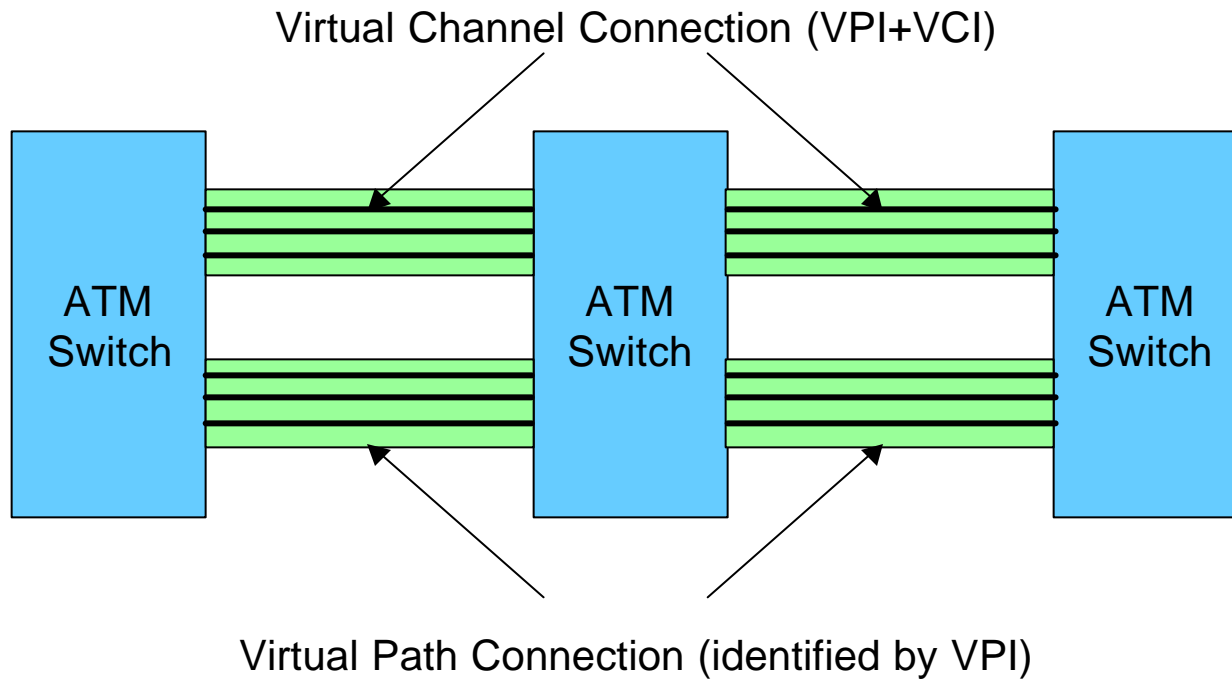 Virtual Channel Connection (VPI+VCI)
ATM
Switch
ATM
Switch
ATM
Switch
Virtual Path Connection (identified by VPI)